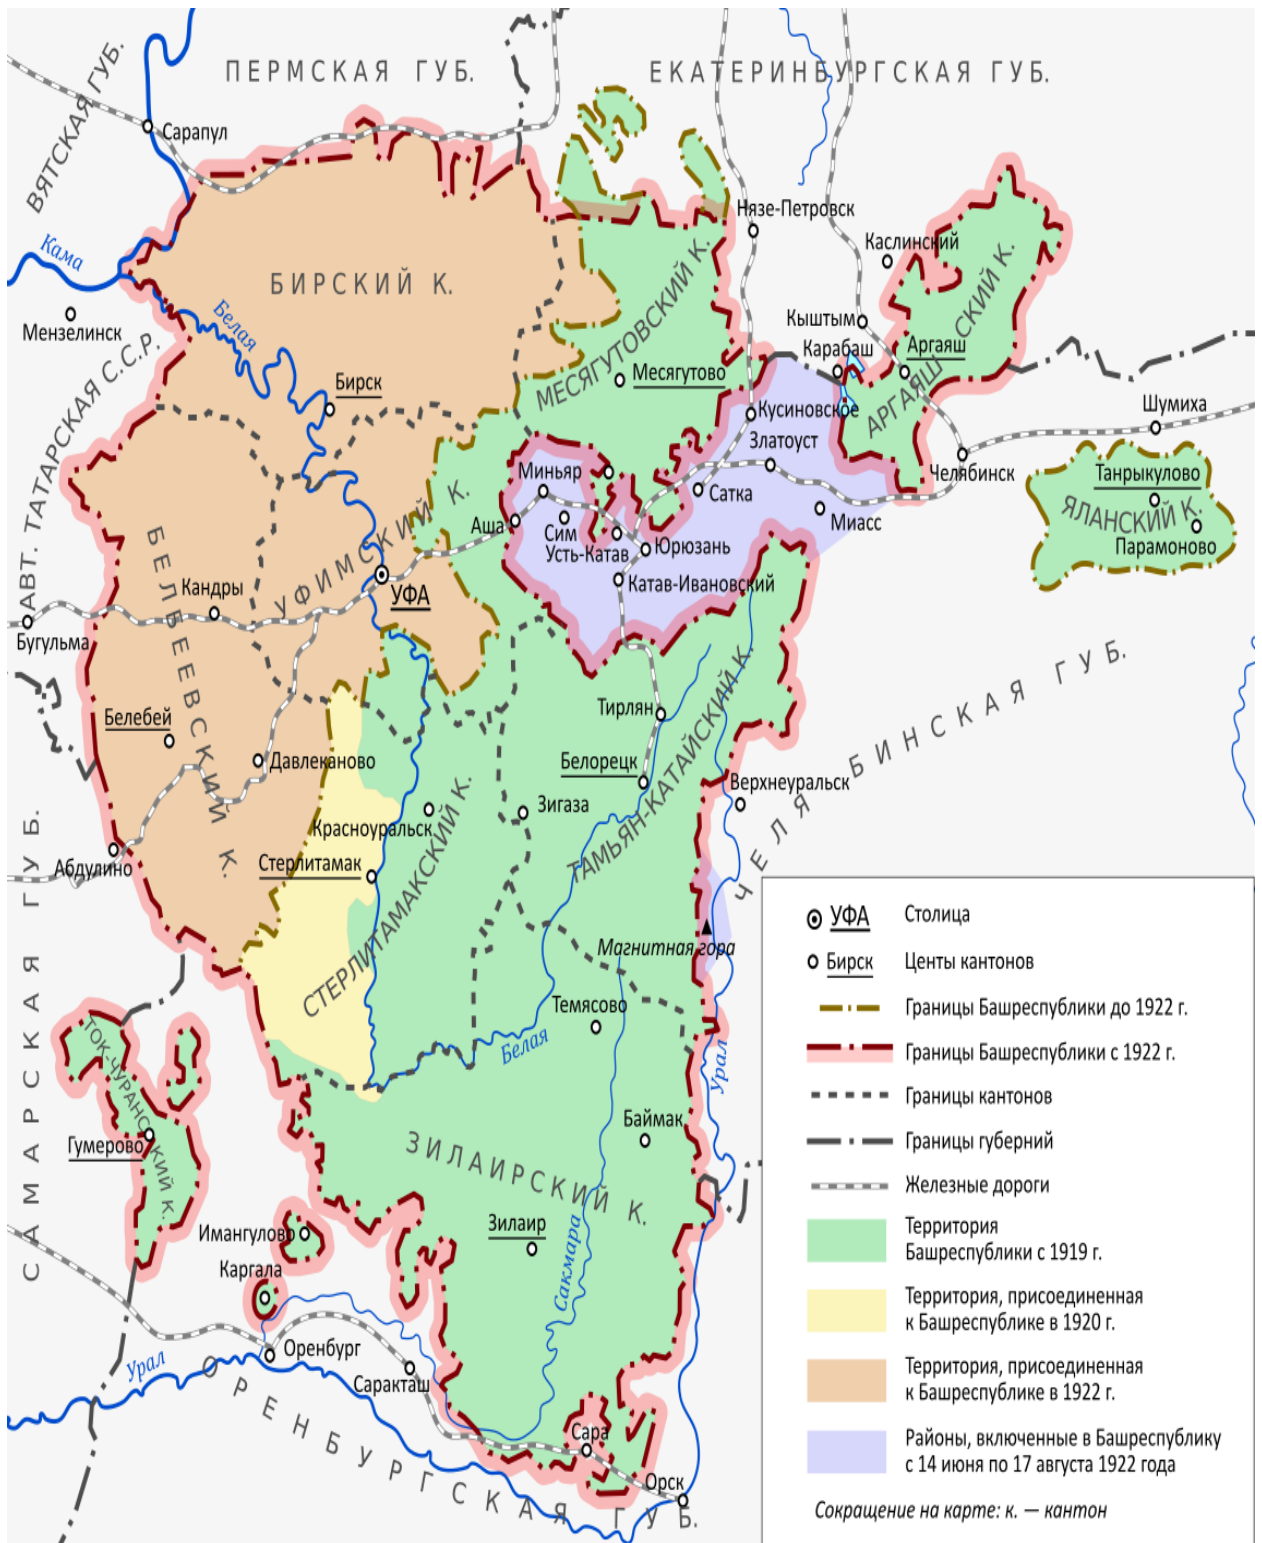 ПЕРМСКАЯ ГУБ.
ЕКАТЕРИНБУРГСКАЯ ГУБ.
ВЯТСКАЯ ГУБ.
Сарапул
Кама
Мензелинск
БИРСКИЙ К.
Белая
Бирск
АВТ. ТАТАРСКАЯ С.С.Р.
МЕСЯГУТОВСКИЙ К.
Месягутово
Нязе-Петровск
Каслинский
Кыштым
Карабаш
Аргаяш
АРГАЯШСКИЙ К.
Кусиновское
Златоуст
Шумиха
Челябинск
Танрыкулово
ЯЛАНСКИЙ К.
Парамоново
Миньяр
Сатка
Миасс
Аша
Сим
Усть-Катав
Юрюзань
Катав-Ивановский
УФИМСКИЙ К.
УФА
Кандры
Бугульма
БЕЛЕБЕЕВСКИЙ К.
Белебей
Давлеканово
Абдулино
Тирлян
Белорецк
ТАМЬЯН-КАТАЙСКИЙ К.
Верхнеуральск
ЧЕЛЯБИНСКАЯ ГУБ.
Зигаза
Красноуральск
Стерлитамак
СТЕРЛИТАМАКСКИЙ К.
Магнитная гора
Темясово
Белая
Урал
Баймак
ЗИЛАИРСКИЙ К.
Зилаир
Сакмара
САМАРСКАЯ ГУБ.
ТОК-ЧУРАНСКИЙ К.
Гумерово
Имангулово
Каргала
Оренбург
Саракташ
Урал
ОРЕНБУРГСКАЯ ГУБ.
Сара
Орск
УФА Столица
Бирск Центы кантонов
Границы Башреспублики до 1922 г.
Границы Башреспублики с 1922 г.
Границы кантонов
Границы губерний
Железные дороги
Территория
Башреспублики с 1919 г.
Территория, присоединенная
к Башреспублике в 1920 г.
Территория, присоединенная
к Башреспублике в 1922 г.
Районы, включенные в Башреспублику
с 14 июня по 17 августа 1922 года
Сокращение на карте: к. — кантон